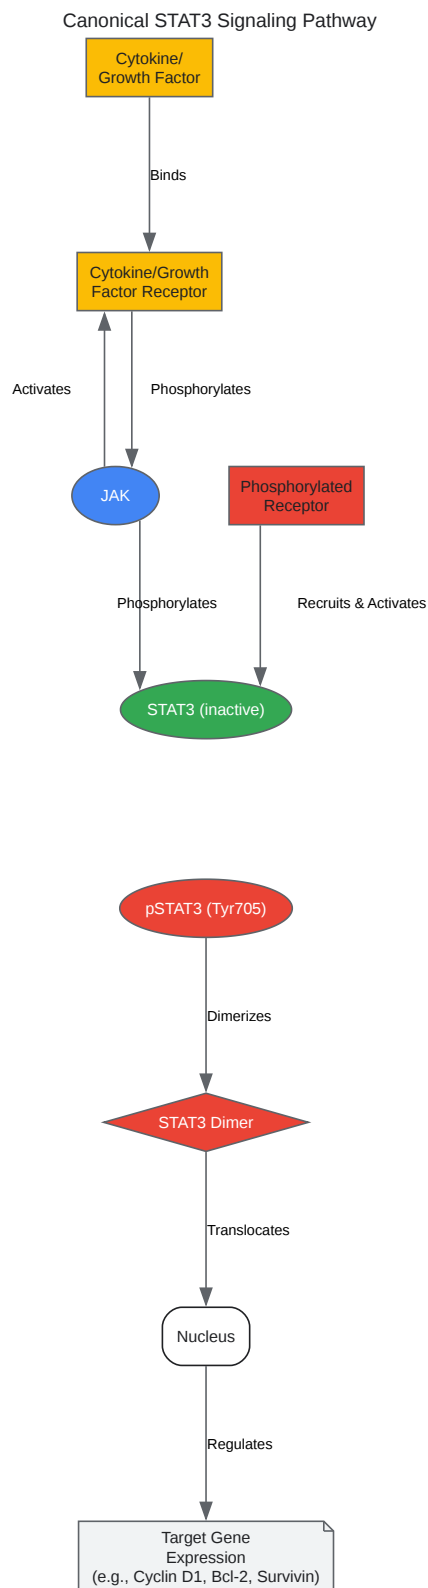 Canonical STAT3 Signaling Pathway
Cytokine/
Growth Factor
Binds
Cytokine/Growth
Factor Receptor
Activates
Phosphorylates
JAK
Phosphorylated
Receptor
Phosphorylates
Recruits & Activates
STAT3 (inactive)
pSTAT3 (Tyr705)
Dimerizes
STAT3 Dimer
Translocates
Nucleus
Regulates
Target Gene
Expression
(e.g., Cyclin D1, Bcl-2, Survivin)